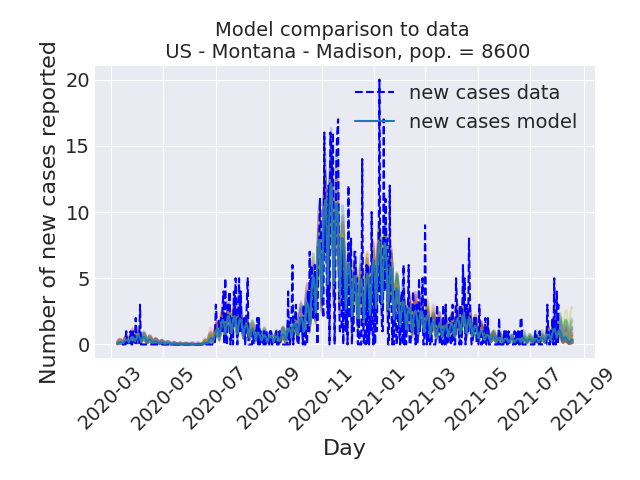 Model comparison to data
US - Montana - Madison, pop. = 8600
Number of new cases reported
20
15
10
5
0
new cases data
new cases model
2020-03
2020-05
2020-07
2020-09
2020-11
2021-01
2021-03
2021-05
2021-07
2021-09
Day